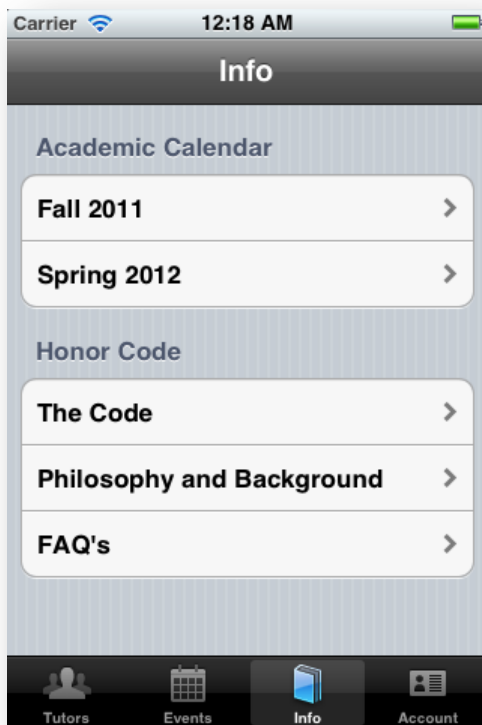 Carrier 12:18 AM
Info
Academic Calendar
Fall 2011
Spring 2012
Honor Code
The Code
Philosophy and Background
FAQ's
Tutors Events Info Account